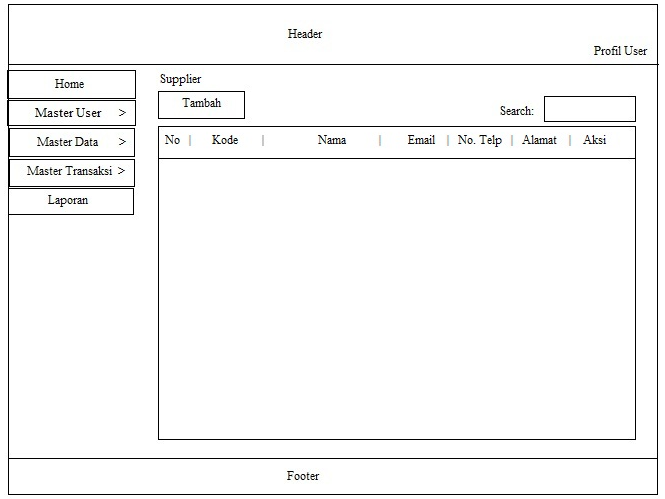 Header
Profil User
Home
Master User >
Master Data >
Master Transaksi >
Laporan
Supplier
Tambah
Search:
No | Kode | Nama | Email | No. Telp | Alamat | Aksi
Footer